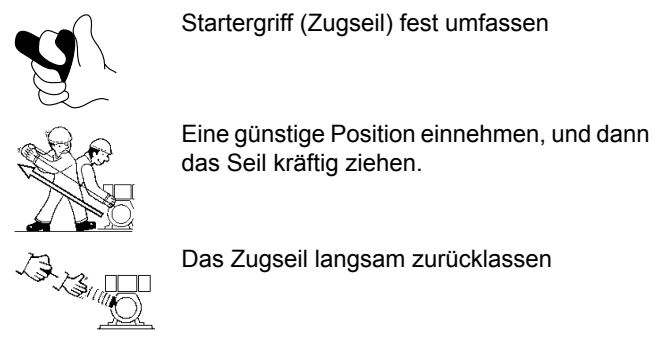 Startergriff (Zugseil) fest umfassen
Eine günstige Position einnehmen, und dann
das Seil kräftig ziehen.
Das Zugseil langsam zurücklassen